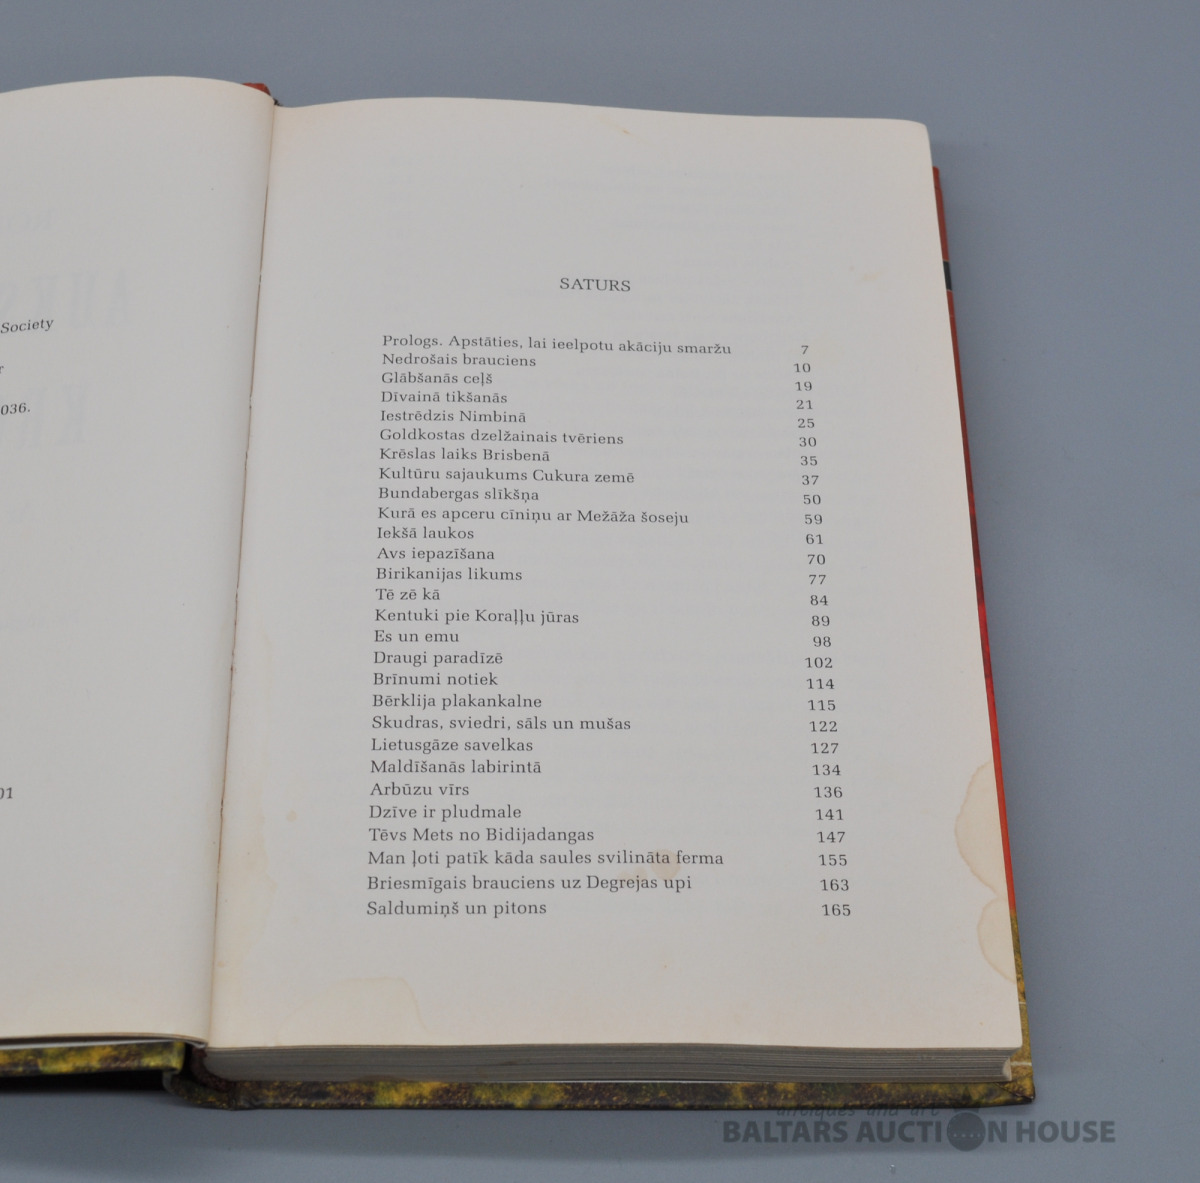 Society
r
036.
01
SATURS
Prologs. Apstāties, lai ieelpotu akāciju smaržu 7
Nedrošais brauciens 10
Glābšanās ceļš 19
Dīvainā tikšanās 21
Iestrēdzis Nimbinā 25
Goldkostas dzelžainais tvēriens 30
Krēslas laiks Brisbenā 35
Kultūru sajaukums Cukura zemē 37
Bundabergas slīkšņa 50
Kurā es apceru cīniņu ar Mežāža šoseju 59
Iekšā laukos 61
Avs iepazīšana 70
Birikanijas likums 77
Tē zē kā 84
Kentuki pie Koraļļu jūras 89
Es un emu 98
Draugi paradīzē 102
Brīnumi notiek 114
Bērklija plakankalne 115
Skudras, sviedri, sāls un mušas 122
Lietusgāze savelkas 127
Maldīšanās labirintā 134
Arbūzu vīrs 136
Dzīve ir pludmale 141
Tēvs Mets no Bidijadangas 147
Man ļoti patīk kāda saules svilināta ferma 155
Briesmīgais brauciens uz Degrejas upi 163
Saldumiņš un pitons 165
antiques and art
BALTARS AUCTION HOUSE